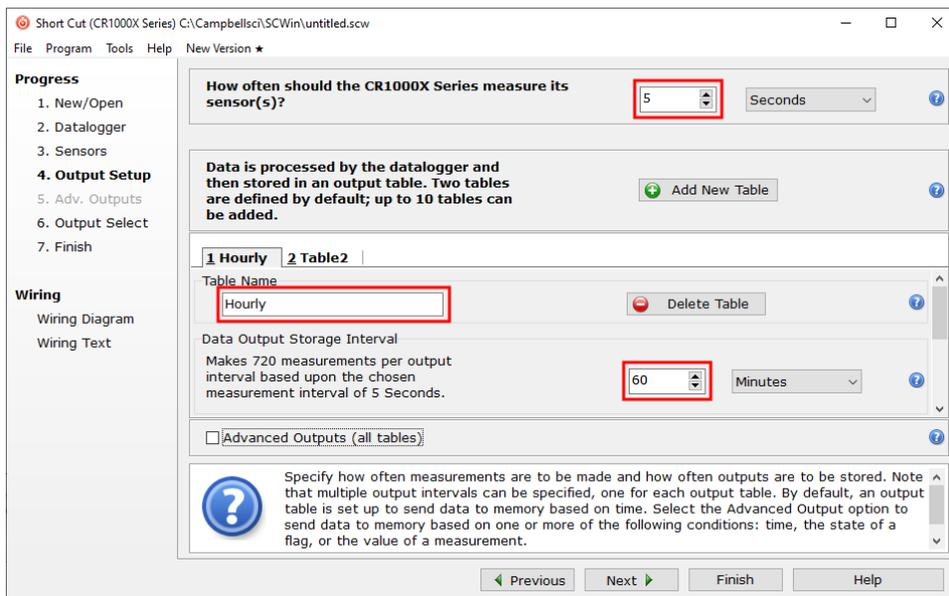 Short Cut (CR1000X Series) C:\Campbellsci\SCWin\untitled.scw
File Program Tools Help New Version ★
Progress
1. New/Open
2. Datalogger
3. Sensors
4. Output Setup
5. Adv. Outputs
6. Output Select
7. Finish
Wiring
Wiring Diagram
Wiring Text
How often should the CR1000X Series measure its
sensor(s)?
5
Seconds
Data is processed by the datalogger and
then stored in an output table. Two tables
are defined by default; up to 10 tables can
be added.
Add New Table
1 Hourly 2 Table2
Table Name
Hourly
Delete Table
Data Output Storage Interval
Makes 720 measurements per output
interval based upon the chosen
measurement interval of 5 Seconds.
60
Minutes
Advanced Outputs (all tables)
Specify how often measurements are to be made and how often outputs are to be stored. Note
that multiple output intervals can be specified, one for each output table. By default, an output
table is set up to send data to memory based on time. Select the Advanced Output option to
send data to memory based on one or more of the following conditions: time, the state of a
flag, or the value of a measurement.
Previous Next Finish Help